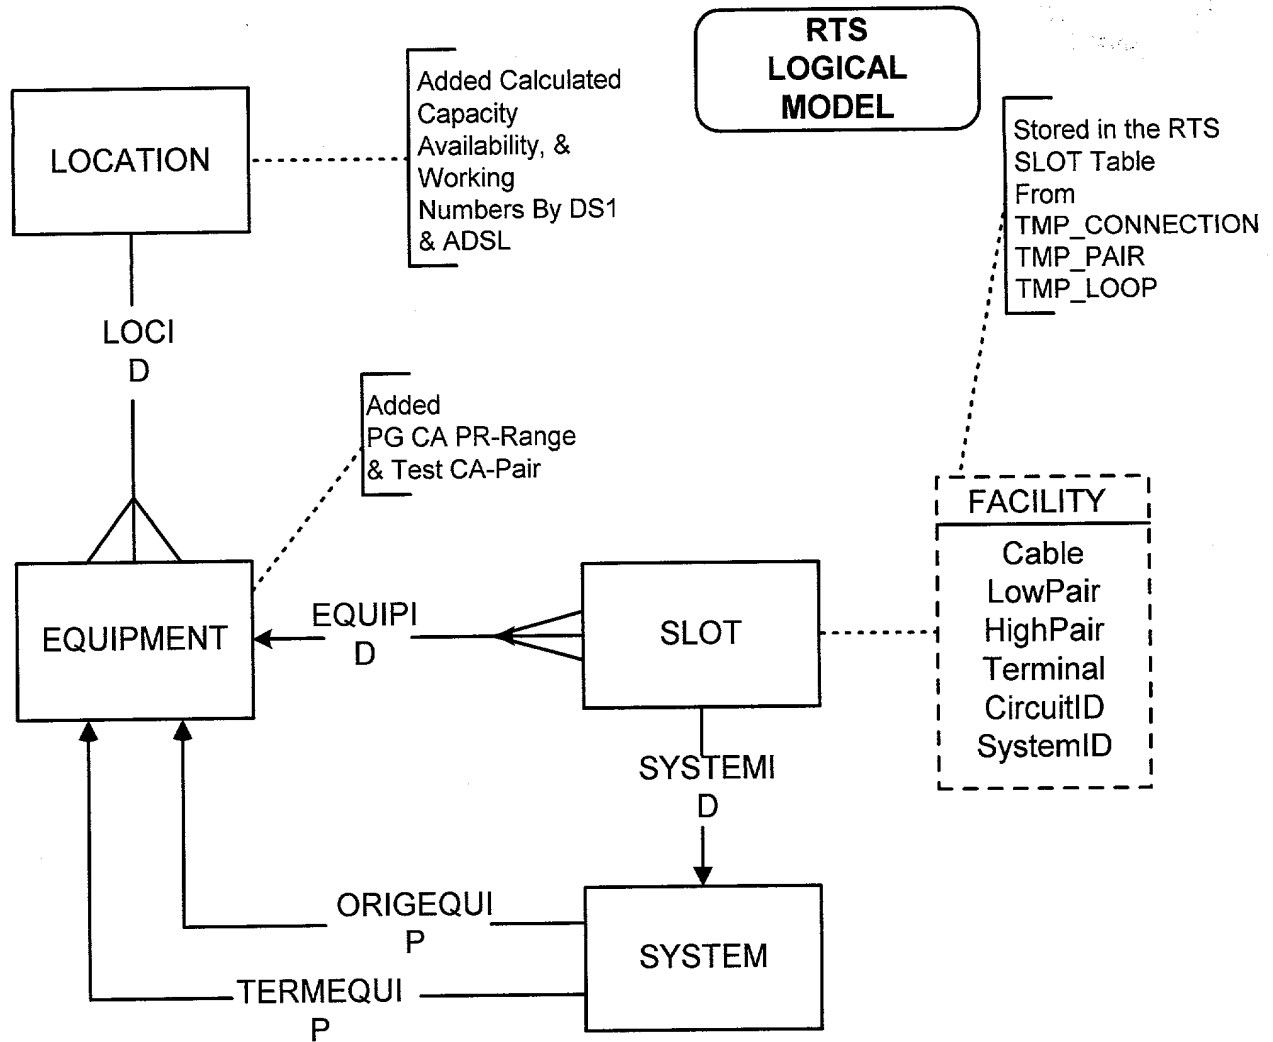 RTS
LOGICAL
MODEL
LOCATION
Added Calculated
Capacity
Availability, &
Working
Numbers By DS1
& ADSL
Stored in the RTS
SLOT Table
From
TMP_CONNECTION
TMP_PAIR
TMP_LOOP
LOCI
D
Added
PG CA PR-Range
& Test CA-Pair
FACILITY
Cable
LowPair
HighPair
Terminal
CircuitID
SystemID
EQUIPMENT
EQUIPI
D
SLOT
SYSTEMI
D
ORIGEQUI
P
SYSTEM
TERMEQUI
P